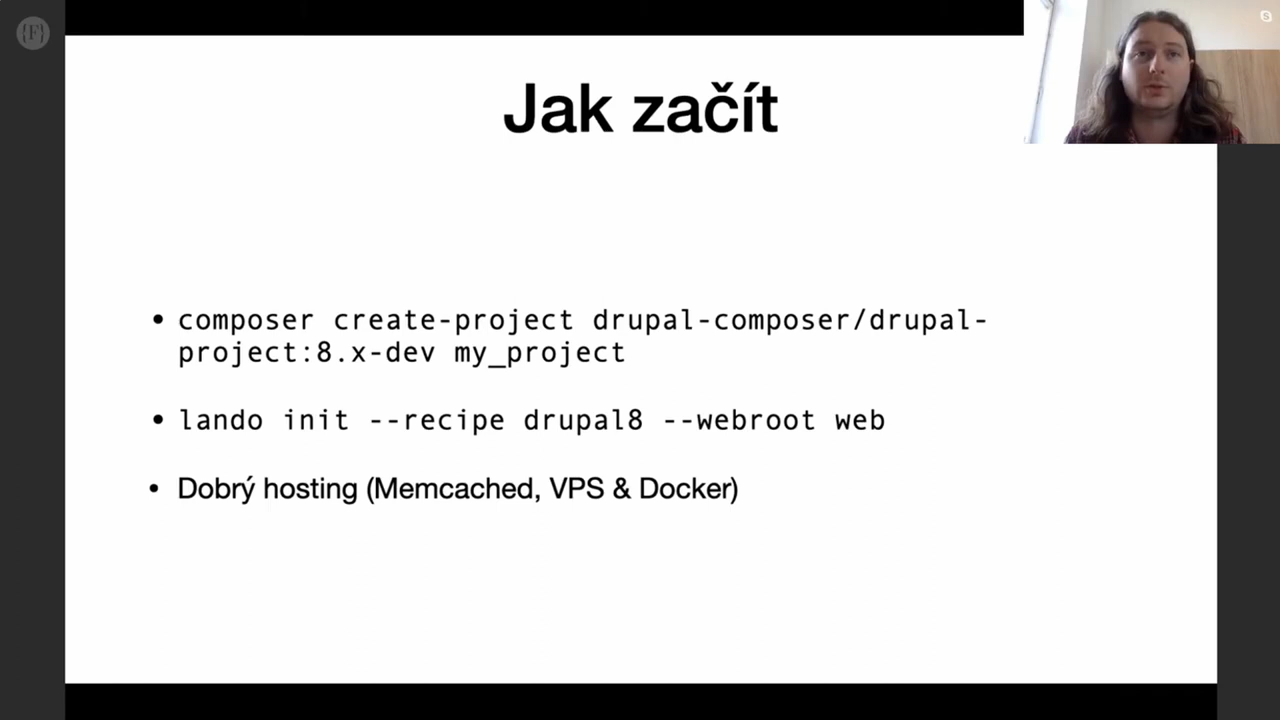 {F}
Jak začít
• composer create-project drupal-composer/drupal-
project:8.x-dev my_project
• lando init --recipe drupal8 --webroot web
• Dobrý hosting (Memcached, VPS & Docker)